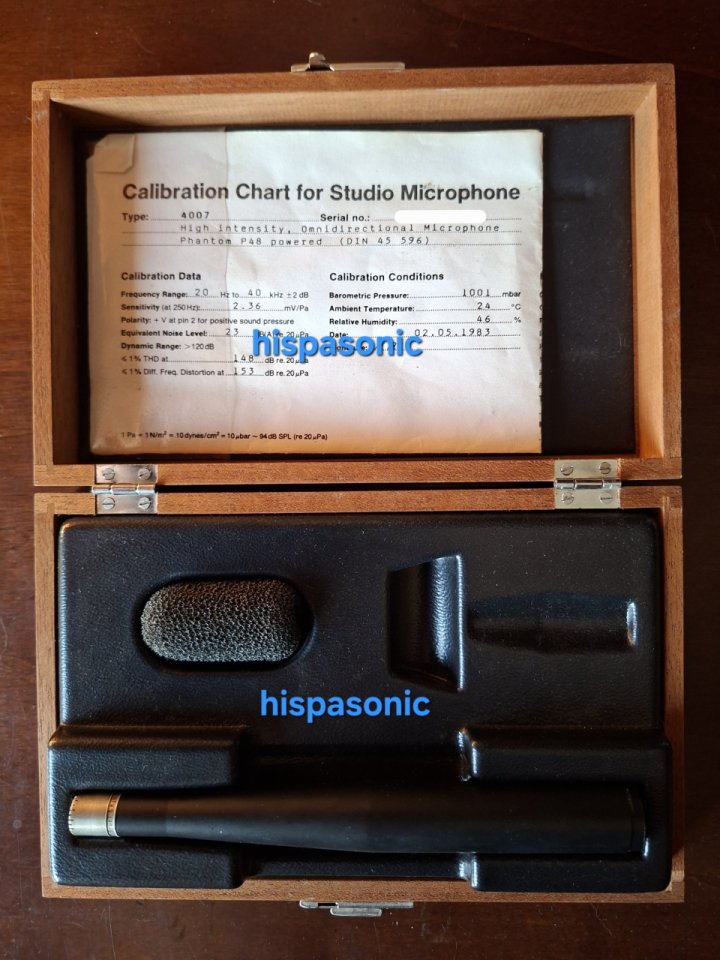 Calibration Chart for Studio Microphone
Type: 4007 Serial no.:
High intensity, Omnidirectional Microphone
Phantom P48 powered (DIN 45 596)
Calibration Data
Frequency Range: 20 Hz to 40 kHz ±2 dB
Sensitivity (at 250 Hz): 2.36 mV/Pa
Polarity: + V at pin 2 for positive sound pressure
Equivalent Noise Level: 23 20 µPa
Dynamic Range: >120 dB
≤ 1% THD at 148 dB re. 20 µPa
≤ 1% Diff. Freq. Distortion at 153 dB re. 20 µPa
Calibration Conditions
Barometric Pressure: 1001 mbar
Ambient Temperature: 24 °C
Relative Humidity: 46 %
Date: 02.05.1983
hispasonic
1 Pa = 1 N/m² = 10 dynes/cm² = 10 µbar ~ 94 dB SPL (re 20 µPa)
hispasonic